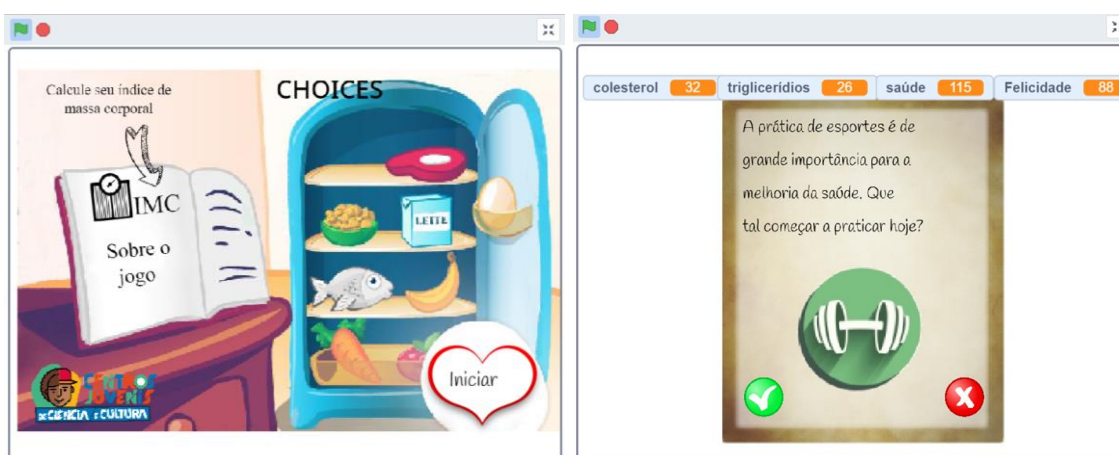 Calcule seu índice de
massa corporal
CHOICES
IMC
Sobre o
jogo
LEITE
Iniciar
CENTROS
JOVENS
DE CIÊNCIA E CULTURA
colesterol 32 triglicerídios 26 saúde 115 Felicidade 88
A prática de esportes é de
grande importância para a
melhoria da saúde. Que
tal começar a praticar hoje?